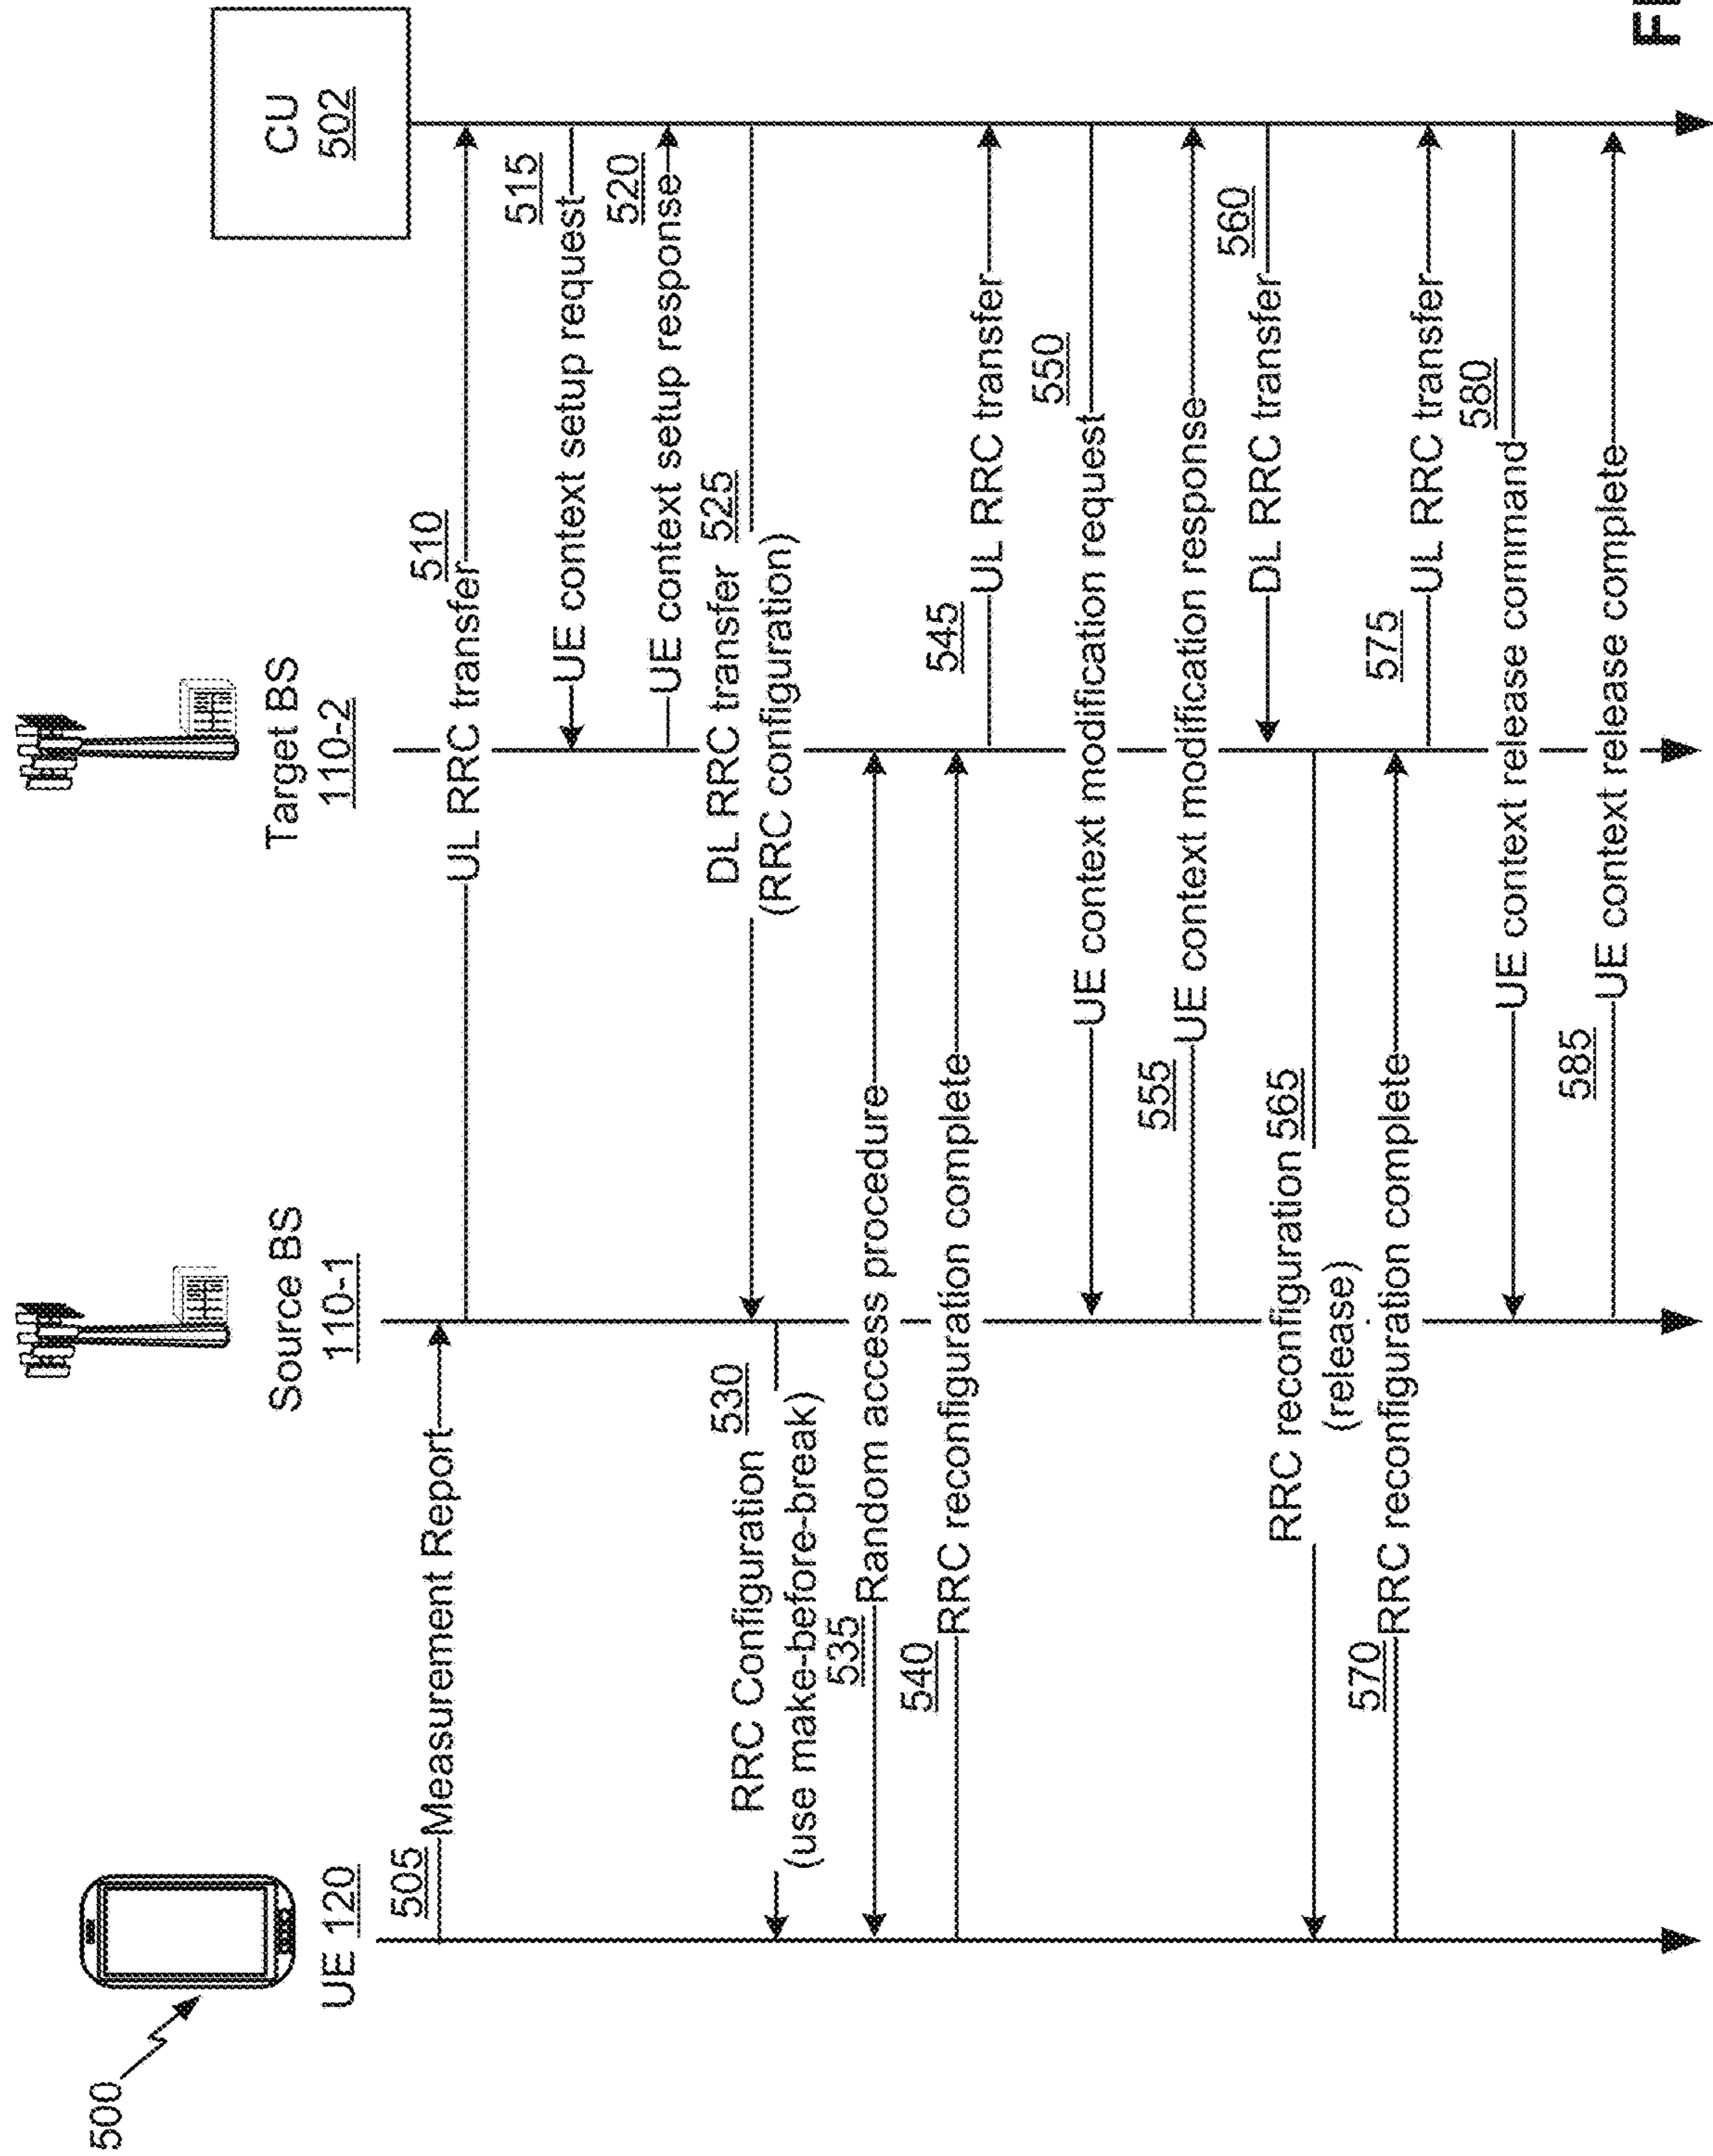 500
UE 120
Source BS
110-1
Target BS
110-2
CU
502
505
Measurement Report
510
UL RRC transfer
515
UE context setup request
520
UE context setup response
DL RRC transfer 525
(RRC configuration)
RRC Configuration 530
(use make-before-break)
535
Random access procedure
540
RRC reconfiguration complete
545
UL RRC transfer
550
UE context modification request
555
UE context modification response
560
DL RRC transfer
RRC reconfiguration 565
(release)
570
RRC reconfiguration complete
575
UL RRC transfer
580
UE context release command
585
UE context release complete